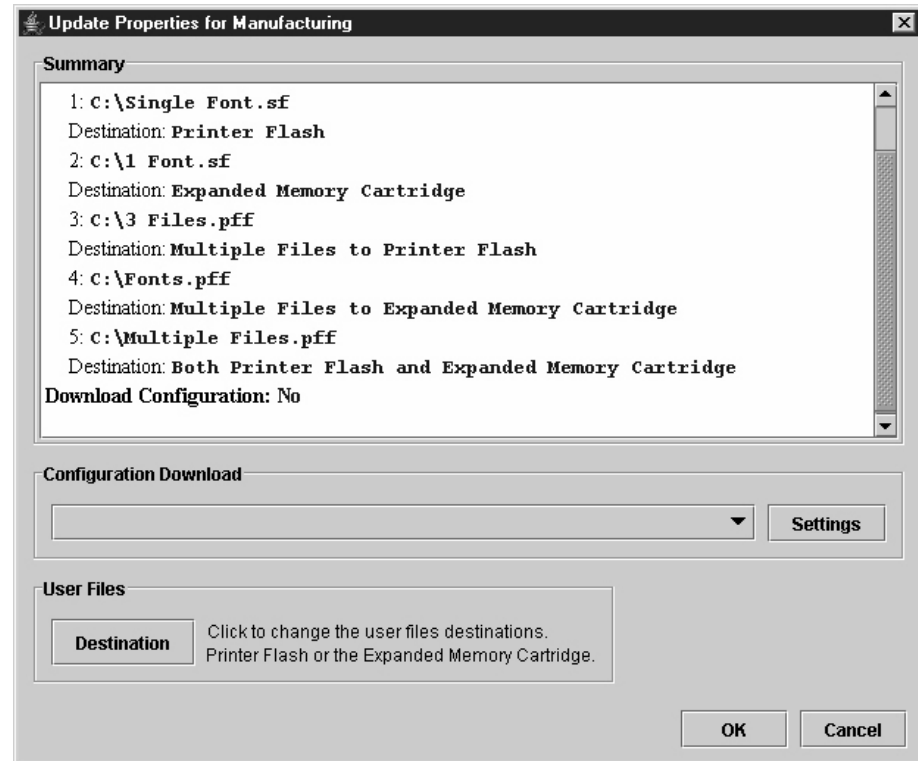 Update Properties for Manufacturing
Summary
1: C:\Single Font.sf
Destination: Printer Flash
2: C:\1 Font.sf
Destination: Expanded Memory Cartridge
3: C:\3 Files.pff
Destination: Multiple Files to Printer Flash
4: C:\Fonts.pff
Destination: Multiple Files to Expanded Memory Cartridge
5: C:\Multiple Files.pff
Destination: Both Printer Flash and Expanded Memory Cartridge
Download Configuration: No
Configuration Download
Settings
User Files
Destination
Click to change the user files destinations.
Printer Flash or the Expanded Memory Cartridge.
OK
Cancel